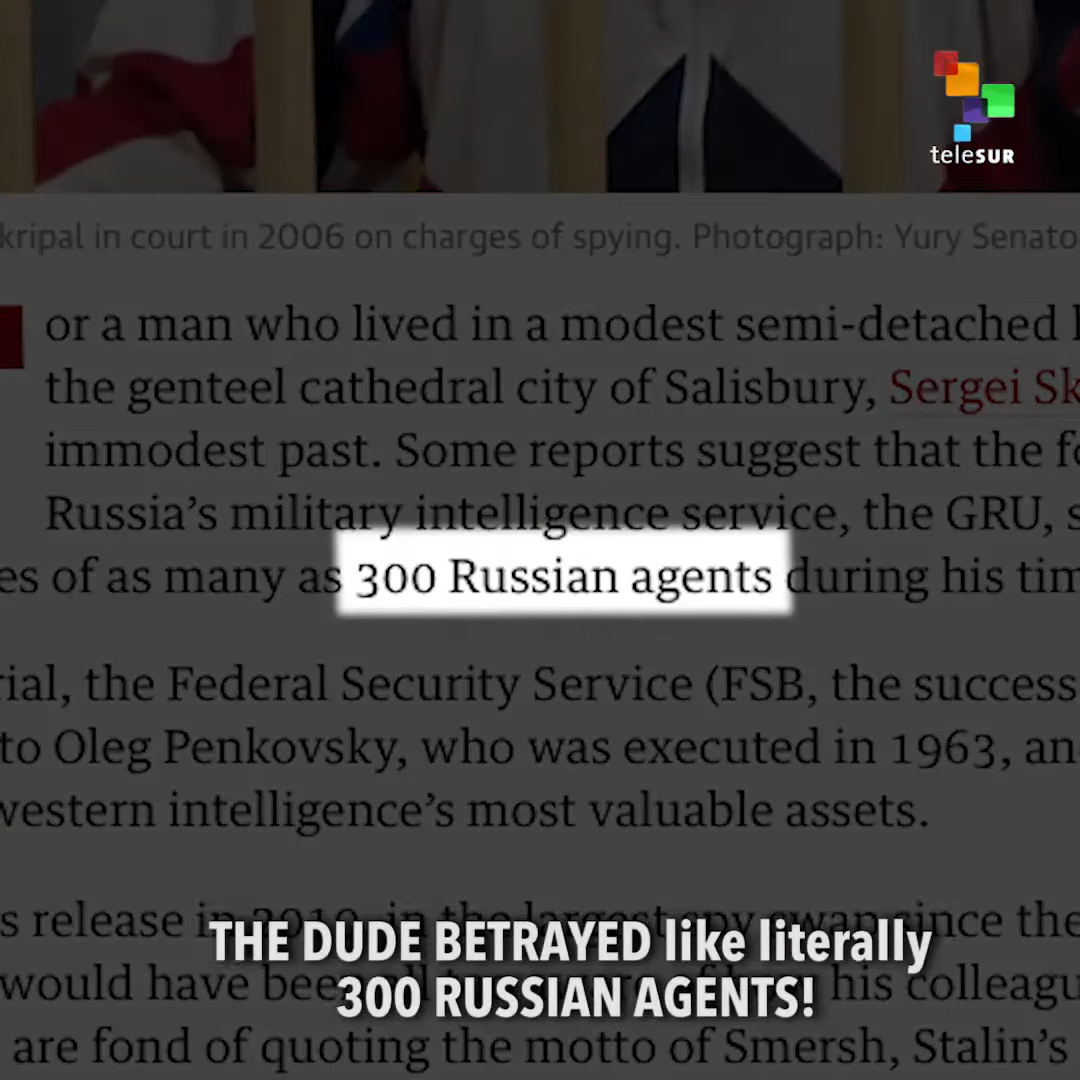 teleSUR
kripal in court in 2006 on charges of spying. Photograph: Yury Senato
or a man who lived in a modest semi-detached
the genteel cathedral city of Salisbury, Sergei Sk
immodest past. Some reports suggest that the fo
Russia's military intelligence service, the GRU, s
es of as many as 300 Russian agents during his tim
rial, the Federal Security Service (FSB, the success
to Oleg Penkovsky, who was executed in 1963, an
western intelligence's most valuable assets.
s release in 2010, in the largest spy swap since the
THE DUDE BETRAYED like literally
would have bee his colleagu
300 RUSSIAN AGENTS!
are fond of quoting the motto of Smersh, Stalin's